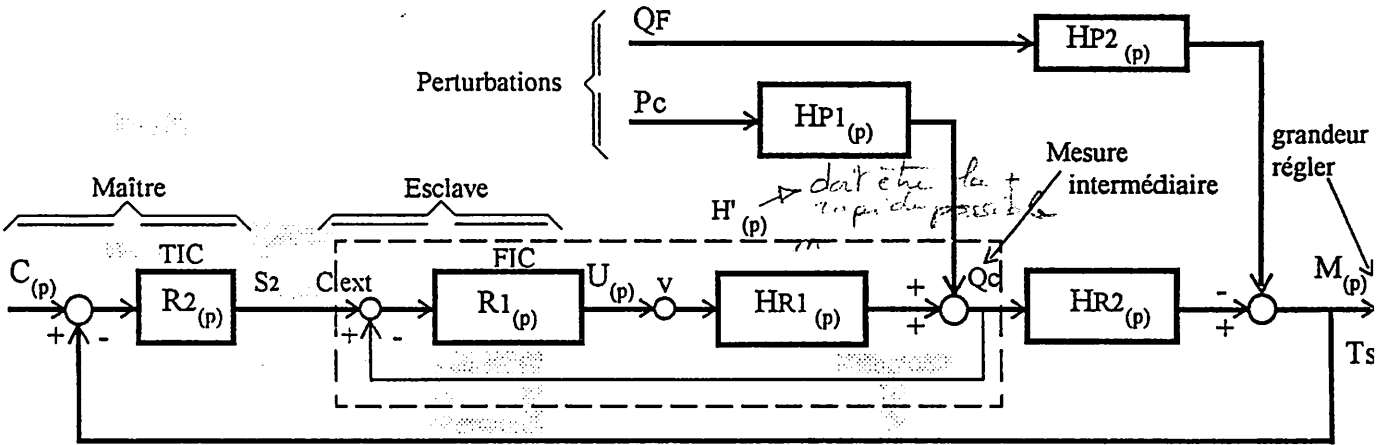 QF
HP2(p)
Perturbations
Pc
HP1(p)
grandeur
régler
Mesure
intermédiaire
Maître
Esclave
H'(p)
doit être la +
rapide possible
TIC
FIC
C(p)
+
-
R2(p)
S2
C1ext
+
-
R1(p)
U(p)
v
HR1(p)
+
+
Qc
HR2(p)
-
+
M(p)
Ts